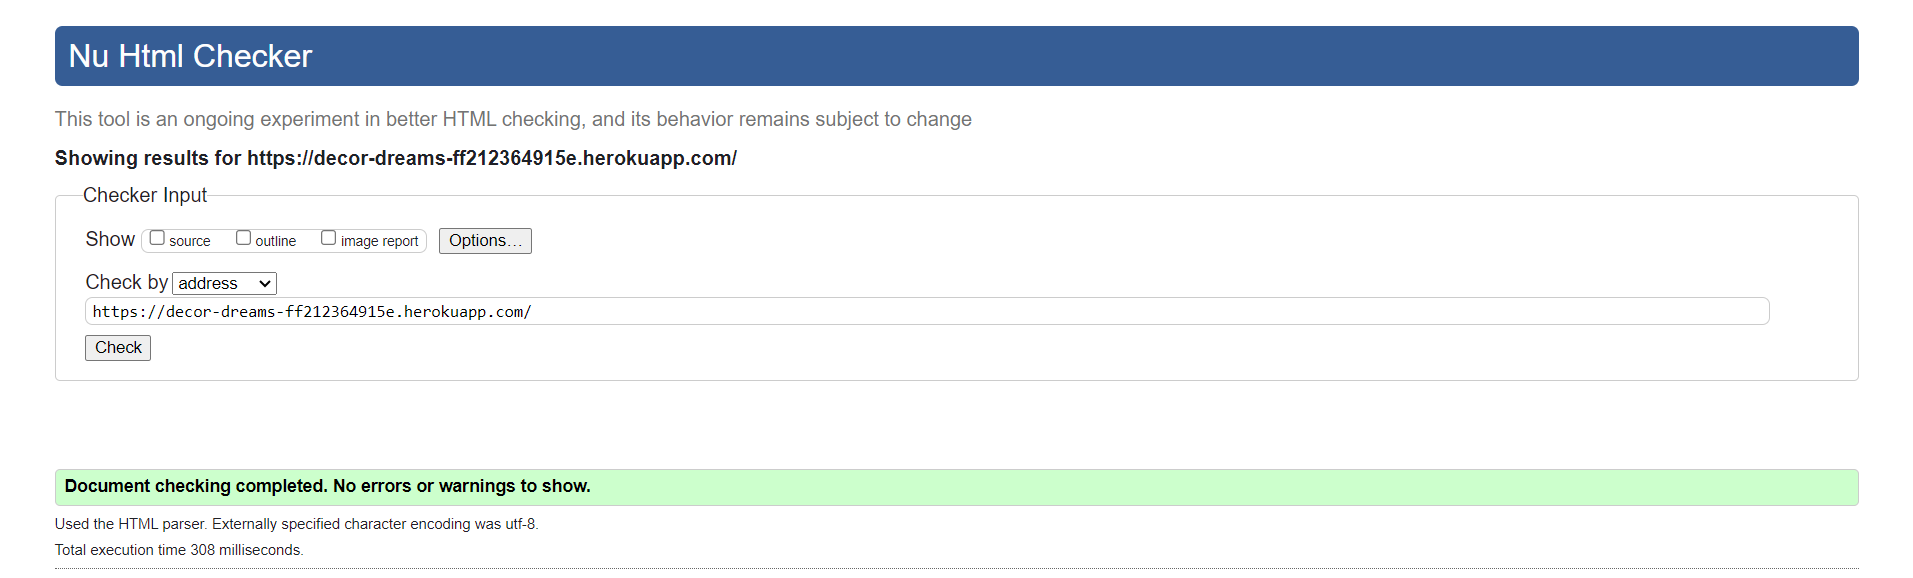 Nu Html Checker
This tool is an ongoing experiment in better HTML checking, and its behavior remains subject to change
Showing results for https://decor-dreams-ff212364915e.herokuapp.com/
Checker Input
Show source outline image report Options...
Check by address
https://decor-dreams-ff212364915e.herokuapp.com/
Check
Document checking completed. No errors or warnings to show.
Used the HTML parser. Externally specified character encoding was utf-8.
Total execution time 308 milliseconds.